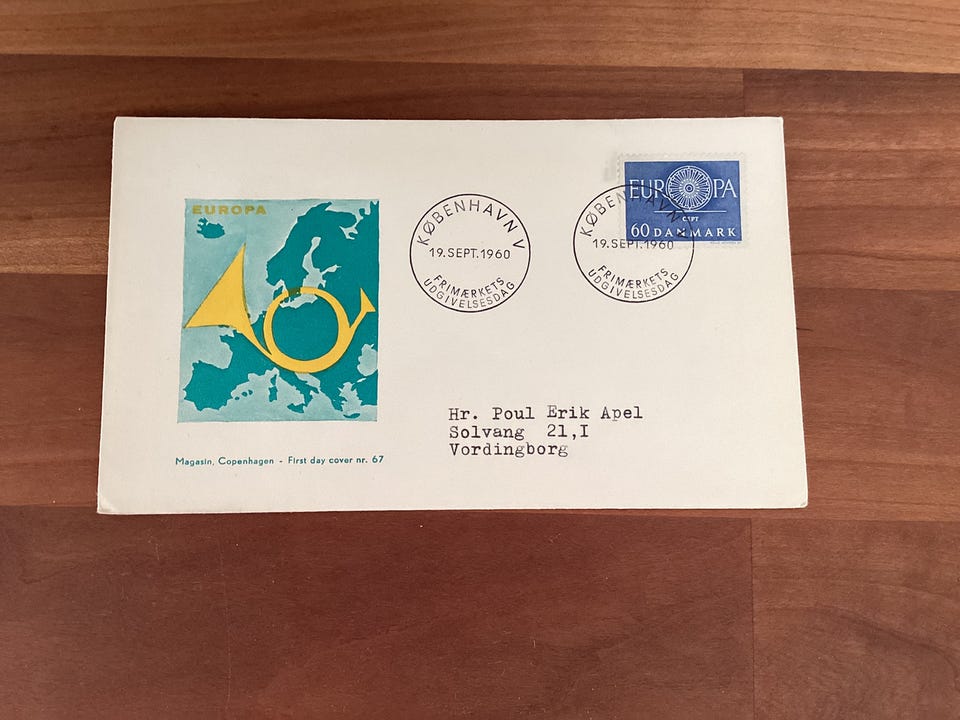 EUROPA
KØBENHAVN V
19.SEPT.1960
FRIMÆRKETS
UDGIVELSESDAG
KØBENHAVN V
19.SEPT.1960
FRIMÆRKETS
UDGIVELSESDAG
EUROPA
CEPT
60 DANMARK
Hr. Poul Erik Apel
Solvang 21,I
Vordingborg
Magasin, Copenhagen - First day cover nr. 67